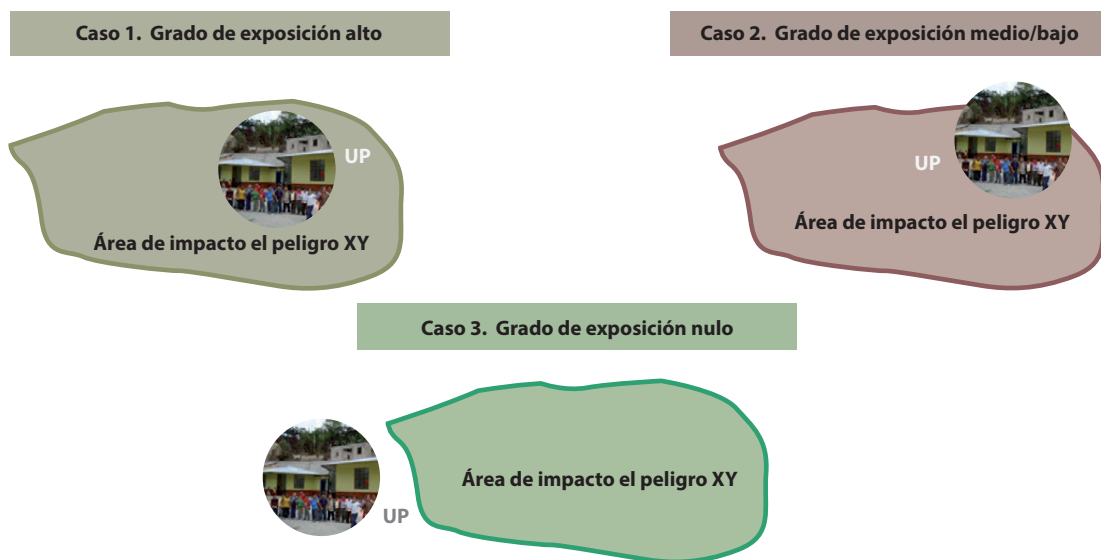 Caso 1. Grado de exposición alto
Caso 2. Grado de exposición medio/bajo
UP
Área de impacto el peligro XY
UP
Área de impacto el peligro XY
Caso 3. Grado de exposición nulo
Área de impacto el peligro XY
UP